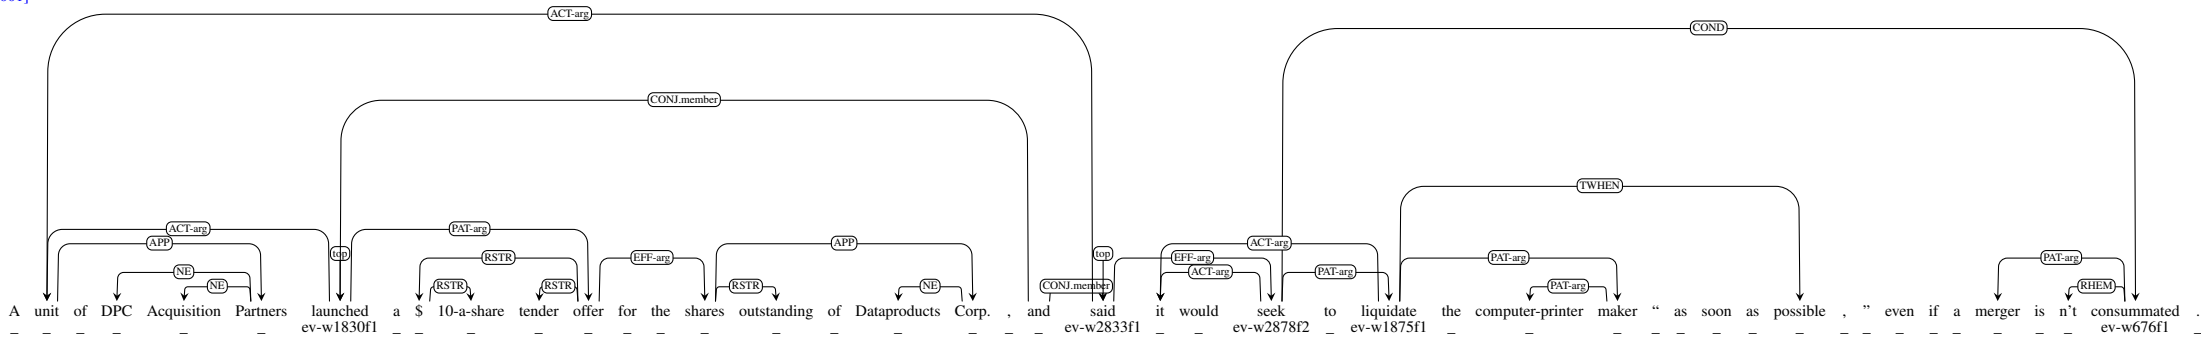 ACT-arg
COND
CONJ.member
TWHEN
ACT-arg PAT-arg
APP APP ACT-arg
top top
RSTR EFF-arg EFF-arg PAT-arg PAT-arg
NE ACT-arg PAT-arg
NE RSTR RSTR RSTR NE CONJ.member PAT-arg RHEM
A unit of DPC Acquisition Partners launched a $ 10-a-share tender offer for the shares outstanding of Dataproducts Corp. , and said it would seek to liquidate the computer-printer maker “ as soon as possible , ” even if a merger is n't consummated .
_ _ _ _ _ _ ev-w1830f1 _ _ _ _ _ _ _ _ _ _ _ _ _ _ ev-w2833f1 _ _ ev-w2878f2 _ ev-w1875f1 _ _ _ _ _ _ _ _ _ _ _ _ _ _ _ _ ev-w676f1 _